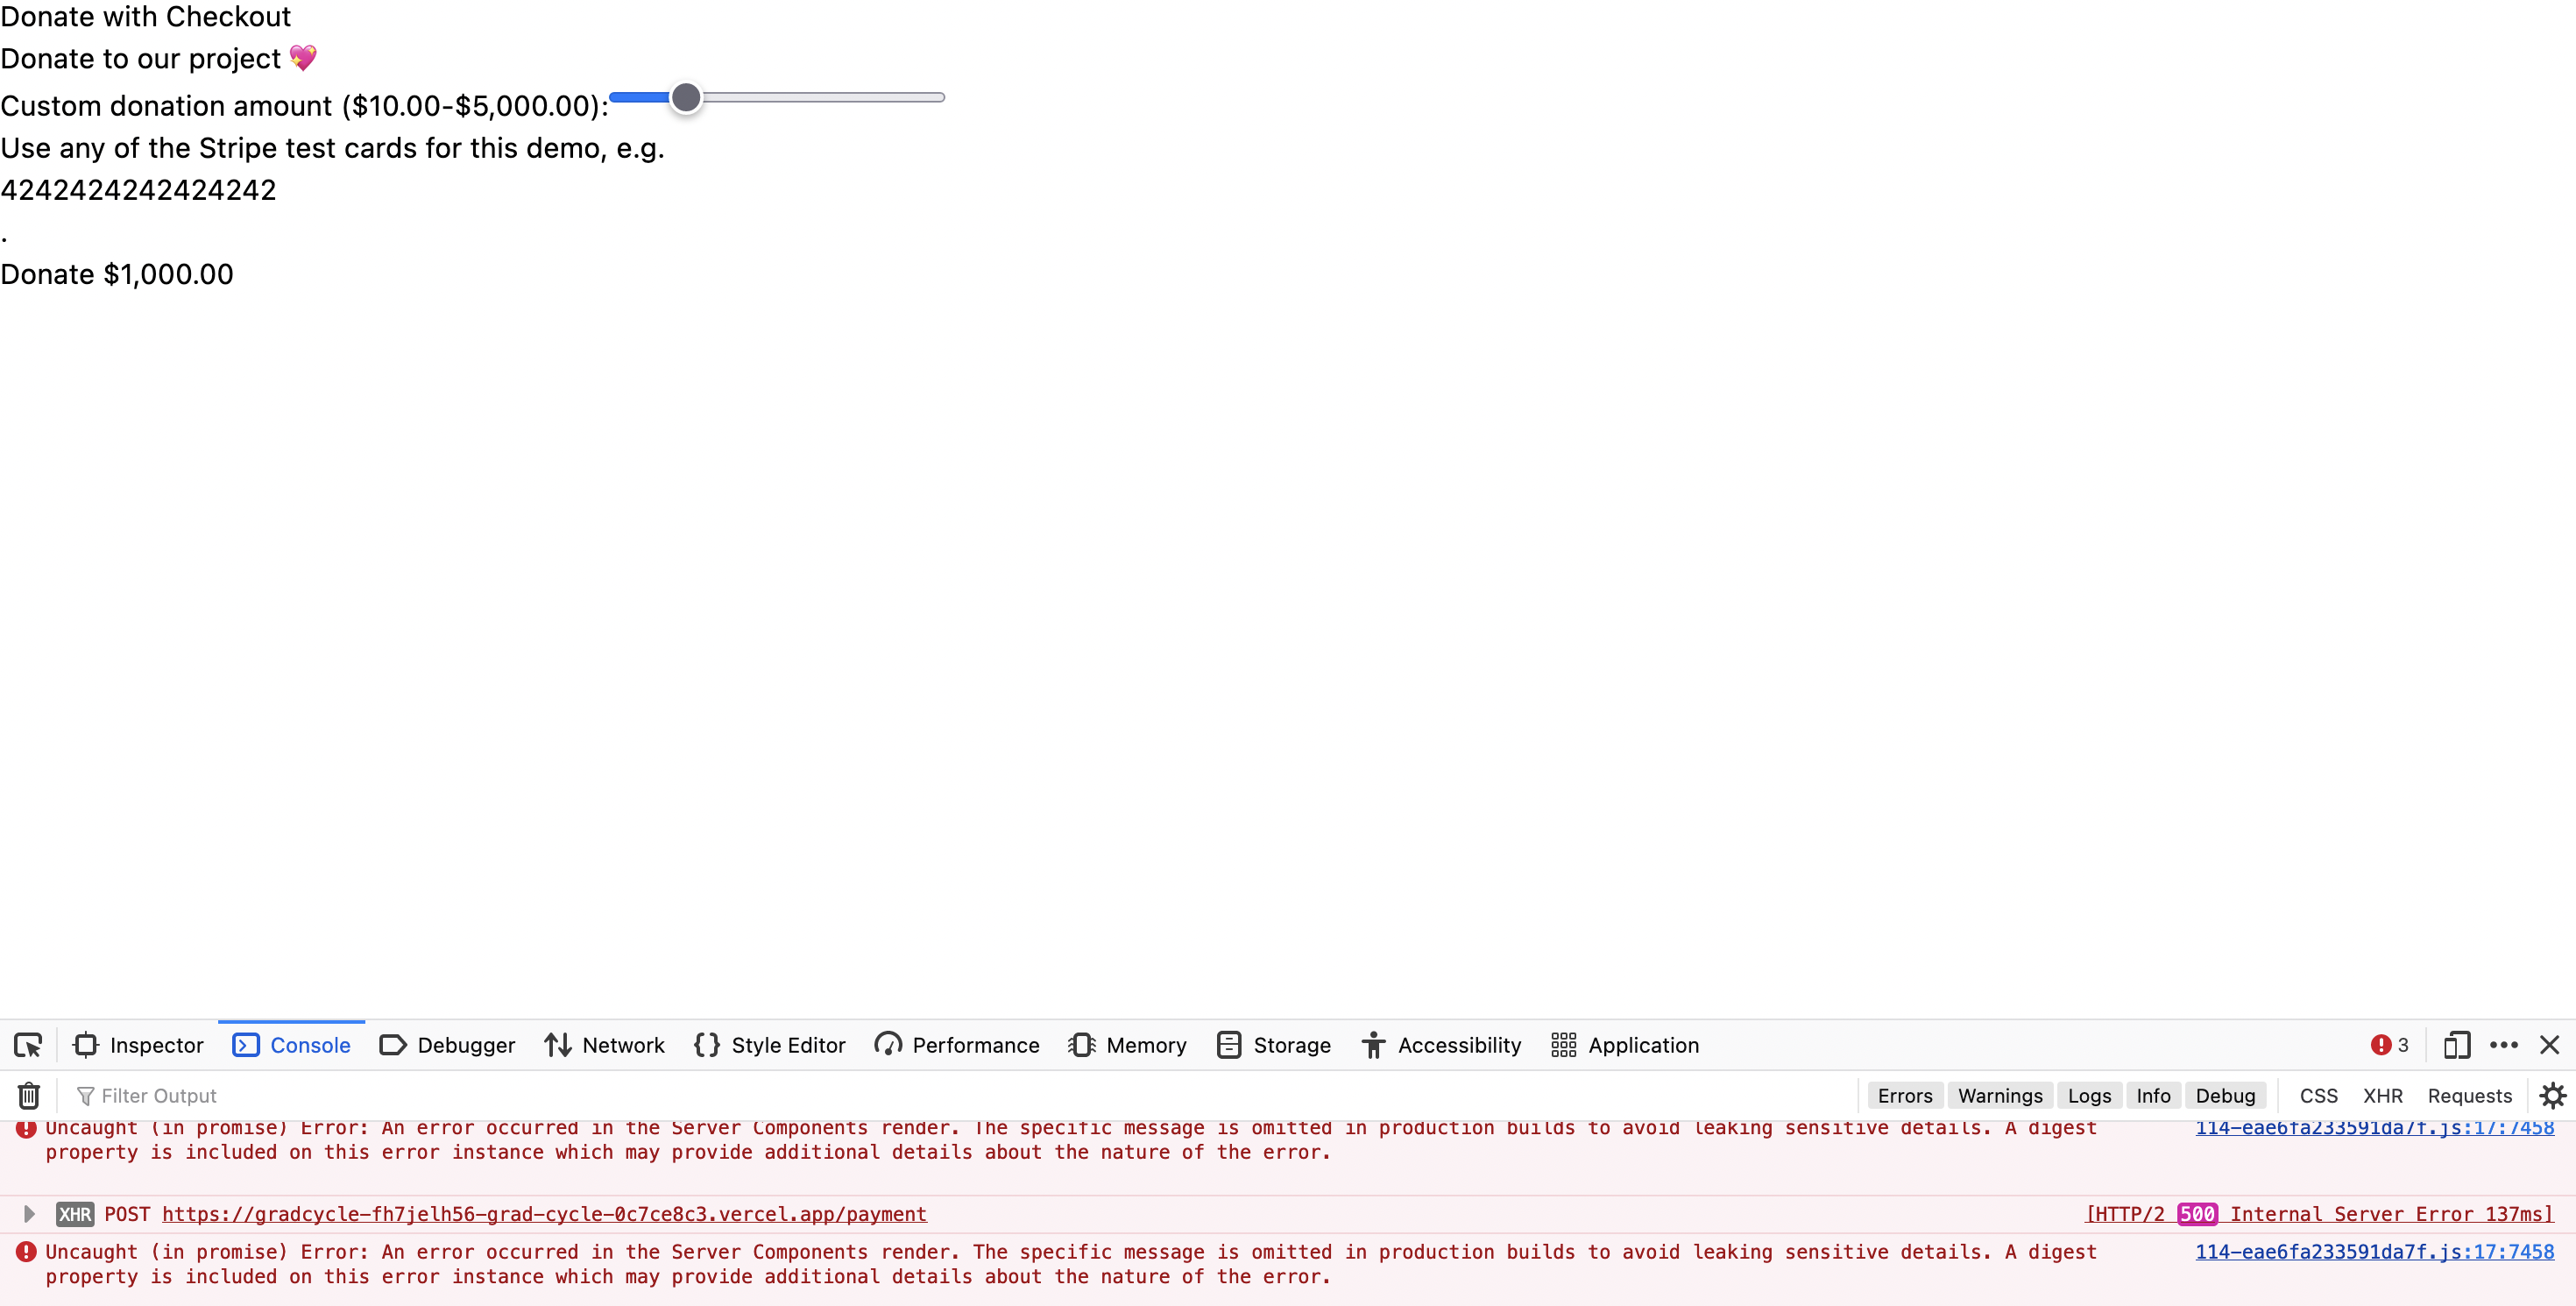 Donate with Checkout
Donate to our project 💖
Custom donation amount ($10.00-$5,000.00):
Use any of the Stripe test cards for this demo, e.g.
4242424242424242
.
Donate $1,000.00
Inspector Console Debugger Network Style Editor Performance Memory Storage Accessibility Application 3
Filter Output Errors Warnings Logs Info Debug CSS XHR Requests
Uncaught (in promise) Error: An error occurred in the Server Components render. The specific message is omitted in production builds to avoid leaking sensitive details. A digest 114-eae6fa233591da7f.js:17:7458
property is included on this error instance which may provide additional details about the nature of the error.
XHR POST https://gradcycle-fh7jelh56-grad-cycle-0c7ce8c3.vercel.app/payment [HTTP/2 500 Internal Server Error 137ms]
Uncaught (in promise) Error: An error occurred in the Server Components render. The specific message is omitted in production builds to avoid leaking sensitive details. A digest 114-eae6fa233591da7f.js:17:7458
property is included on this error instance which may provide additional details about the nature of the error.